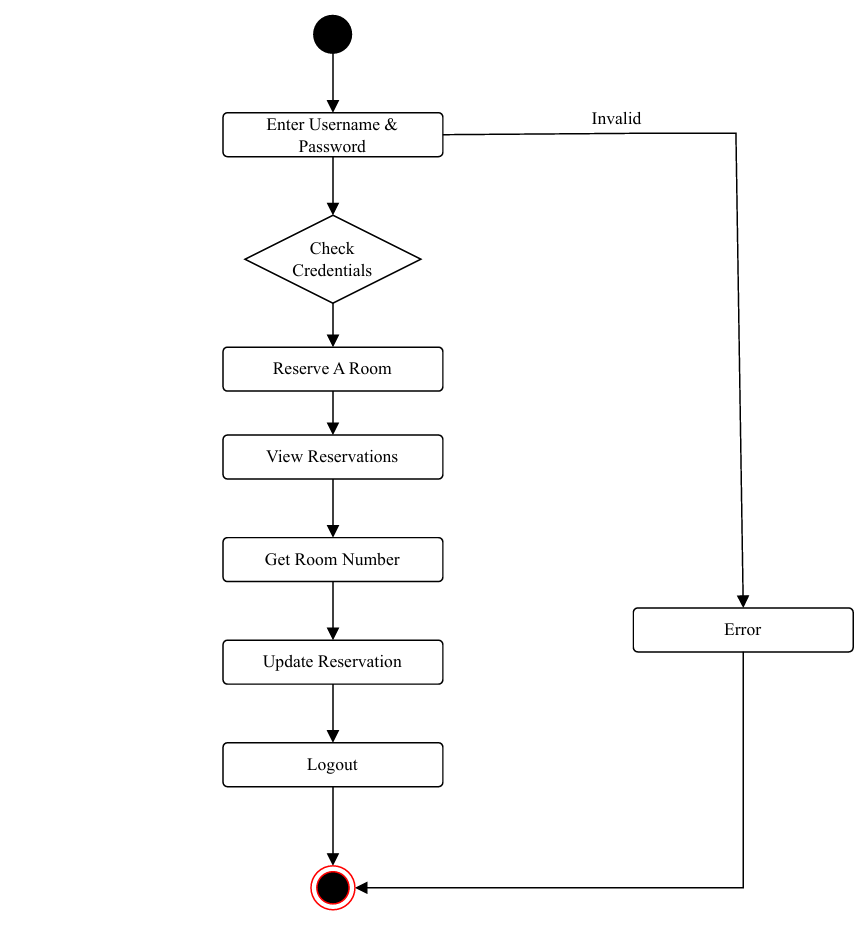 Enter Username &
Password
Invalid
Check
Credentials
Reserve A Room
View Reservations
Get Room Number
Error
Update Reservation
Logout